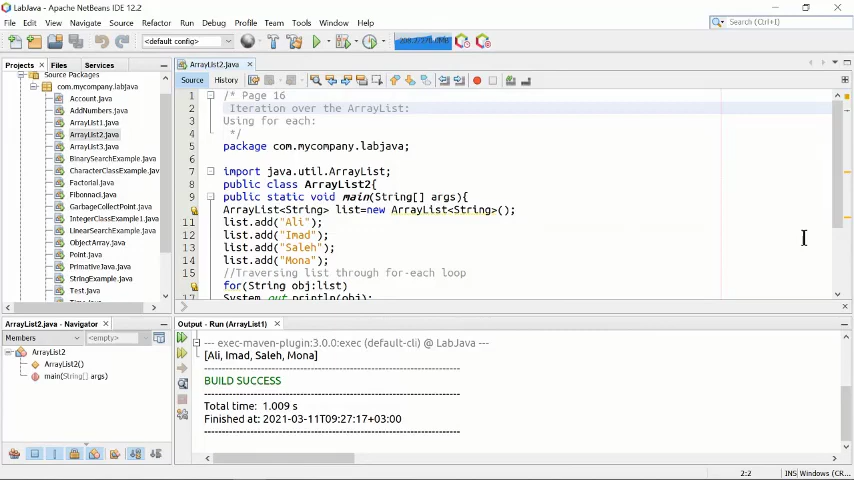 LabJava - Apache NetBeans IDE 12.2
File Edit View Navigate Source Refactor Run Debug Profile Team Tools Window Help
Search (Ctrl+I)
<default config>
Projects Files Services
ArrayList2.java
Source History
Source Packages
com.mycompany.labjava
Account.java
AddNumbers.java
ArrayList1.java
ArrayList2.java
ArrayList3.java
BinarySearchExample.java
CharacterClassExample.java
Factorial.java
Fibonnaci.java
GarbageCollectPoint.java
IntegerClassExample1.java
LinearSearchExample.java
ObjectArray.java
Point.java
PrimativeJava.java
StringExample.java
Test.java
1 /* Page 16
2 Iteration over the ArrayList:
3 Using for each:
4 */
5 package com.mycompany.labjava;
6
7 import java.util.ArrayList;
8 public class ArrayList2{
9 public static void main(String[] args){
ArrayList<String> list=new ArrayList<String>();
11 list.add("Ali");
12 list.add("Imad");
13 list.add("Saleh");
14 list.add("Mona");
15 //Traversing list through for-each loop
for(String obj:list)
System.out.println(obj);
ArrayList2.java - Navigator
Members <empty>
ArrayList2
ArrayList2()
main(String[] args)
Output - Run (ArrayList1)
--- exec-maven-plugin:3.0.0:exec (default-cli) @ LabJava ---
[Ali, Imad, Saleh, Mona]
------------------------------------------------------------------------
BUILD SUCCESS
------------------------------------------------------------------------
Total time: 1.009 s
Finished at: 2021-03-11T09:27:17+03:00
------------------------------------------------------------------------
2:2 INS Windows (CR